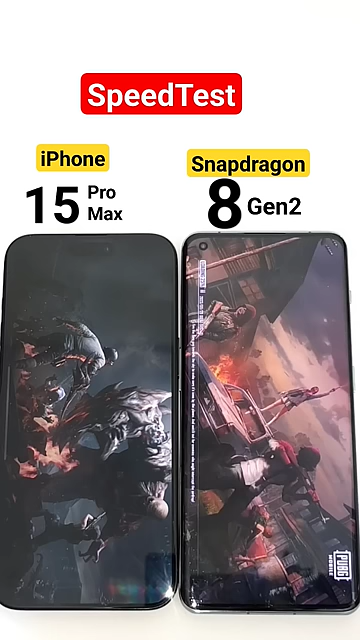 SpeedTest
iPhone
15 Pro
Max
Snapdragon
8 Gen2
PUBG
MOBILE